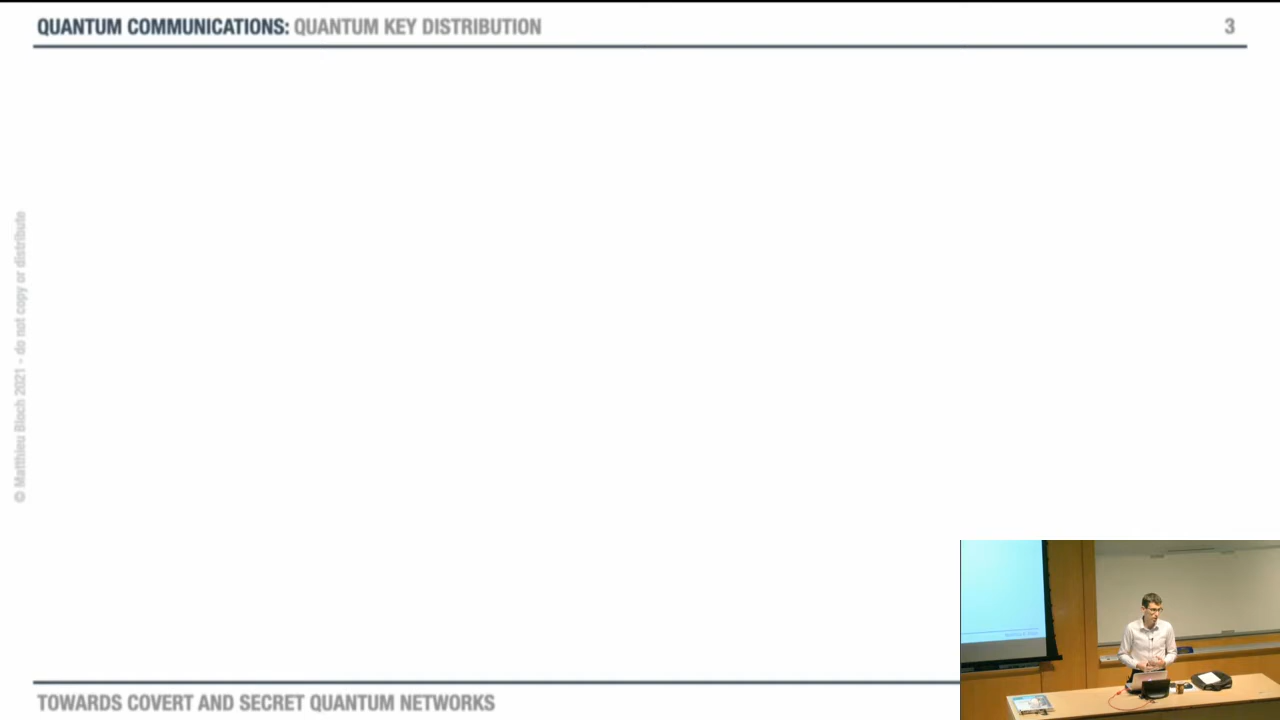 QUANTUM COMMUNICATIONS: QUANTUM KEY DISTRIBUTION
3
© Matthieu Bloch 2021 - do not copy or distribute
TOWARDS COVERT AND SECRET QUANTUM NETWORKS